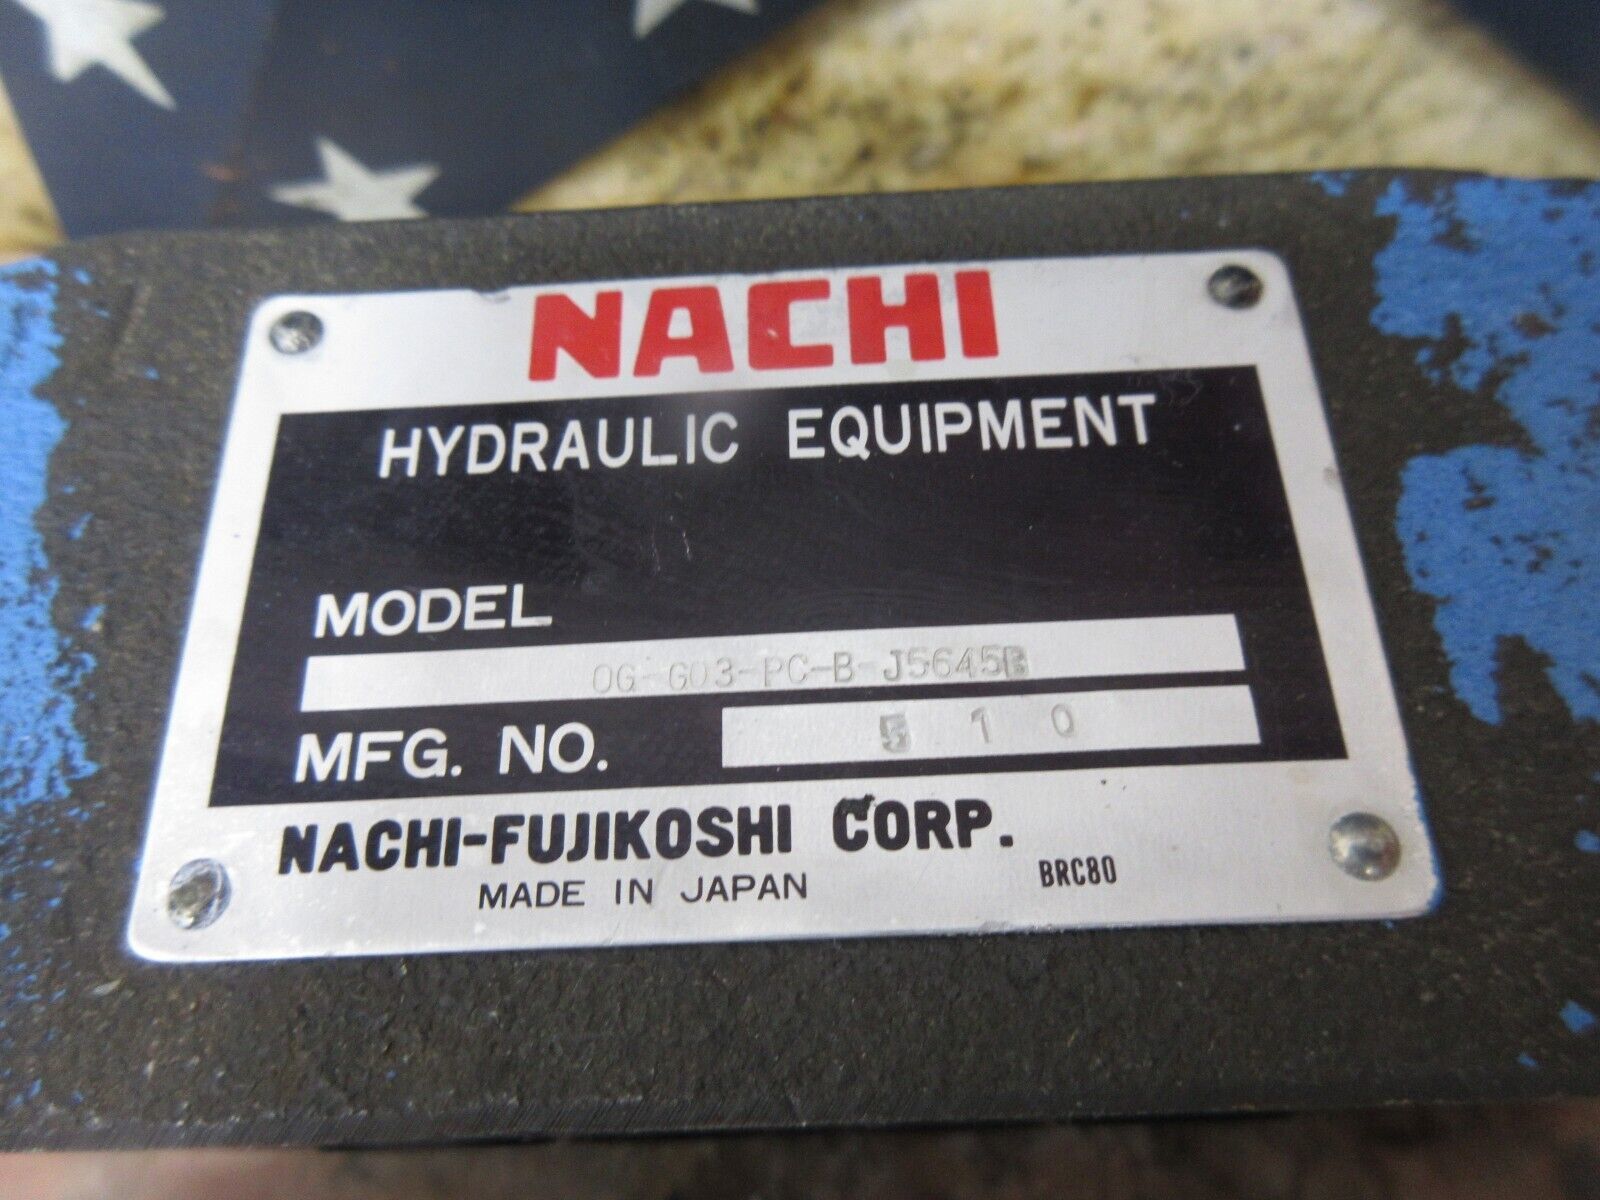 NACHI
HYDRAULIC EQUIPMENT
MODEL
OG-G03-PC-B-J5645B
MFG. NO. 5 1 0
NACHI-FUJIKOSHI CORP.
MADE IN JAPAN BRC80